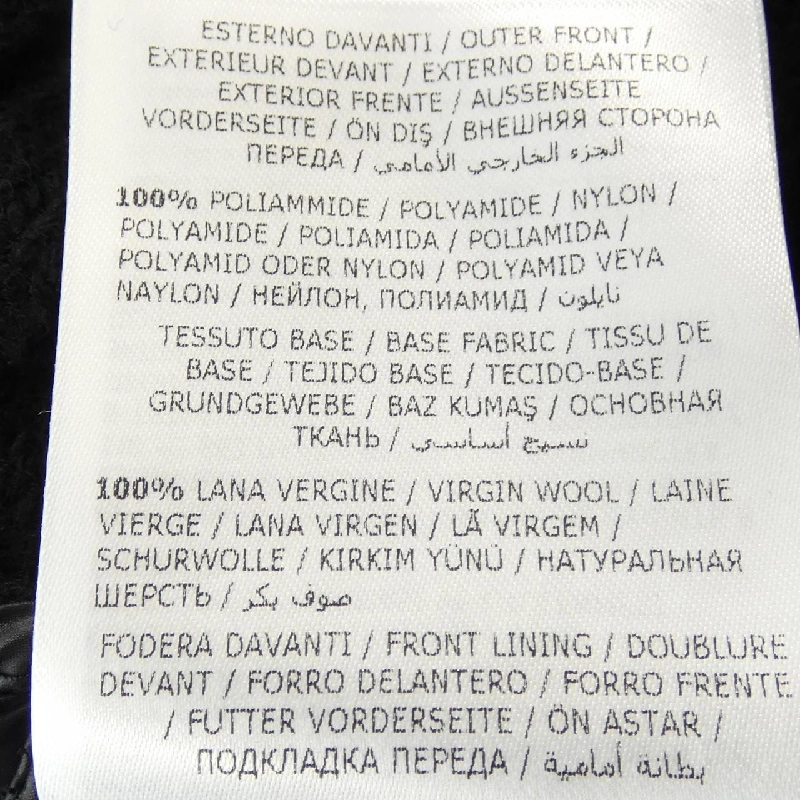 ESTERNO DAVANTI / OUTER FRONT /
EXTERIEUR DEVANT / EXTERNO DELANTERO /
EXTERIOR FRENTE / AUSSENSEITE
VORDERSEITE / ÖN DIŞ / ВНЕШНЯЯ СТОРОНА
ПЕРЕДА / الجزء الخارجي الأمامي
100% POLIAMMIDE / POLYAMIDE / NYLON /
POLYAMIDE / POLIAMIDA / POLIAMIDA /
POLYAMID ODER NYLON / POLYAMID VEYA
NAYLON / НЕЙЛОН, ПОЛИАМИД / نايلون
TESSUTO BASE / BASE FABRIC / TISSU DE
BASE / TEJIDO BASE / TECIDO-BASE /
GRUNDGEWEBE / BAZ KUMAŞ / ОСНОВНАЯ
ТКАНЬ / نسيج أساسي
100% LANA VERGINE / VIRGIN WOOL / LAINE
VIERGE / LANA VIRGEN / LÃ VIRGEM /
SCHURWOLLE / KIRKIM YÜNÜ / НАТУРАЛЬНАЯ
ШЕРСТЬ / صوف بكر
FODERA DAVANTI / FRONT LINING / DOUBLURE
DEVANT / FORRO DELANTERO / FORRO FRENTE
/ FUTTER VORDERSEITE / ÖN ASTAR /
ПОДКЛАДКА ПЕРЕДА / بطانة أمامية